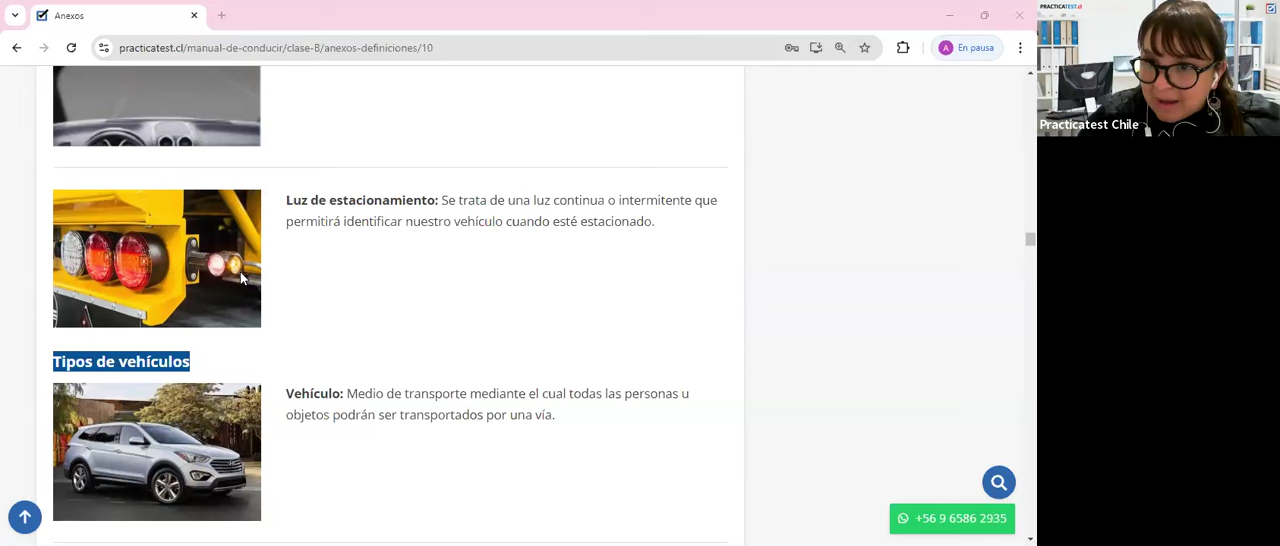 Anexos
practicatest.cl/manual-de-conducir/clase-B/anexos-definiciones/10
A
En pausa
PRACTICATEST.CL
Practicatest Chile
Luz de estacionamiento: Se trata de una luz continua o intermitente que
permitirá identificar nuestro vehículo cuando esté estacionado.
Tipos de vehículos
Vehículo: Medio de transporte mediante el cual todas las personas u
objetos podrán ser transportados por una vía.
+56 9 6586 2935